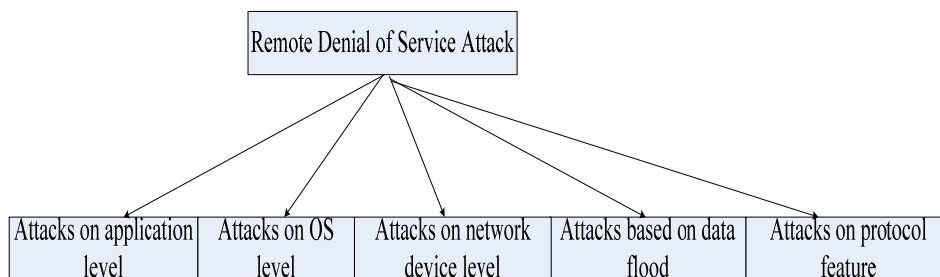 Remote Denial of Service Attack
Attacks on application
level
Attacks on OS
level
Attacks on network
device level
Attacks based on data
flood
Attacks on protocol
feature